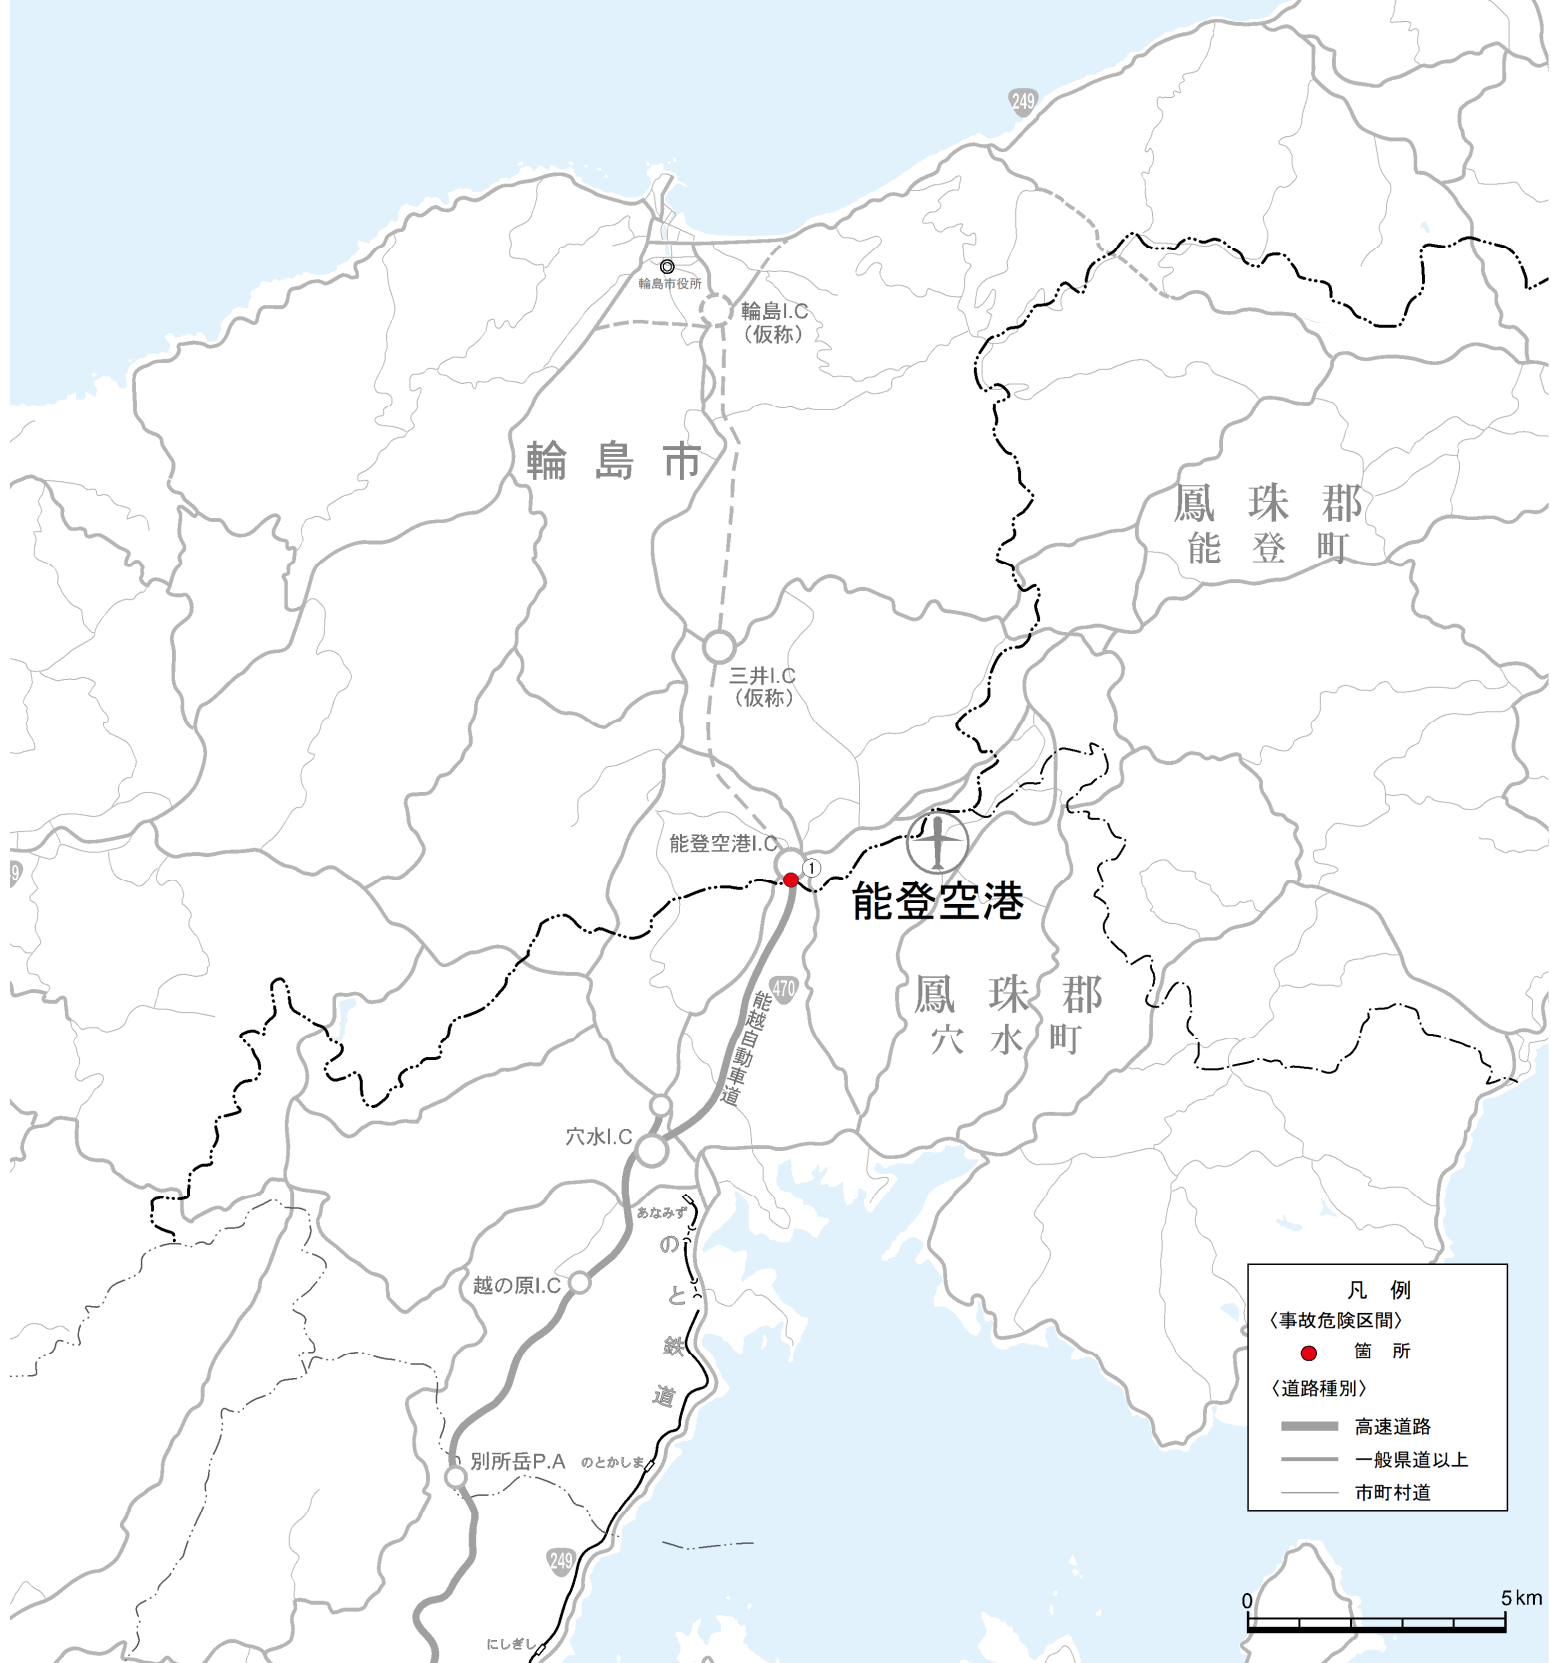 249
輪島市役所
輪島I.C
（仮称）
輪 島 市
鳳 珠 郡
能 登 町
三井I.C
（仮称）
能登空港I.C
①
能登空港
470
能越自動車道
鳳 珠 郡
穴 水 町
穴水I.C
あなみず
のと鉄道
越の原I.C
別所岳P.A
のとかしま
249
にしぎし
凡 例
〈事故危険区間〉
箇 所
〈道路種別〉
高速道路
一般県道以上
市町村道
0
5km